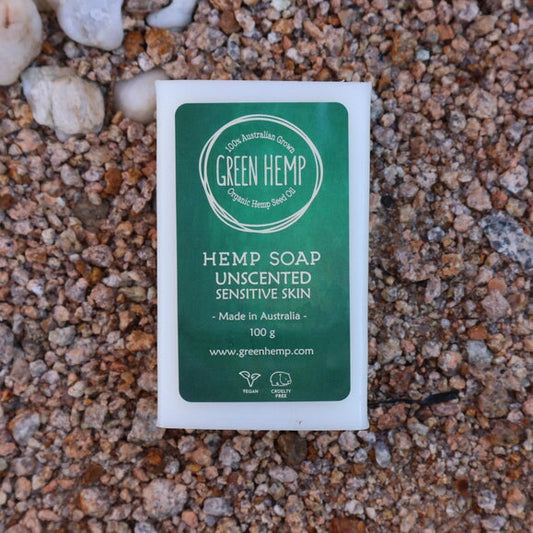 100% Australian Grown
GREEN HEMP
Organic Hemp Seed Oil
HEMP SOAP
UNSCENTED
SENSITIVE SKIN
- Made in Australia -
100 g
www.greenhemp.com
VEGAN
CRUELTY
FREE